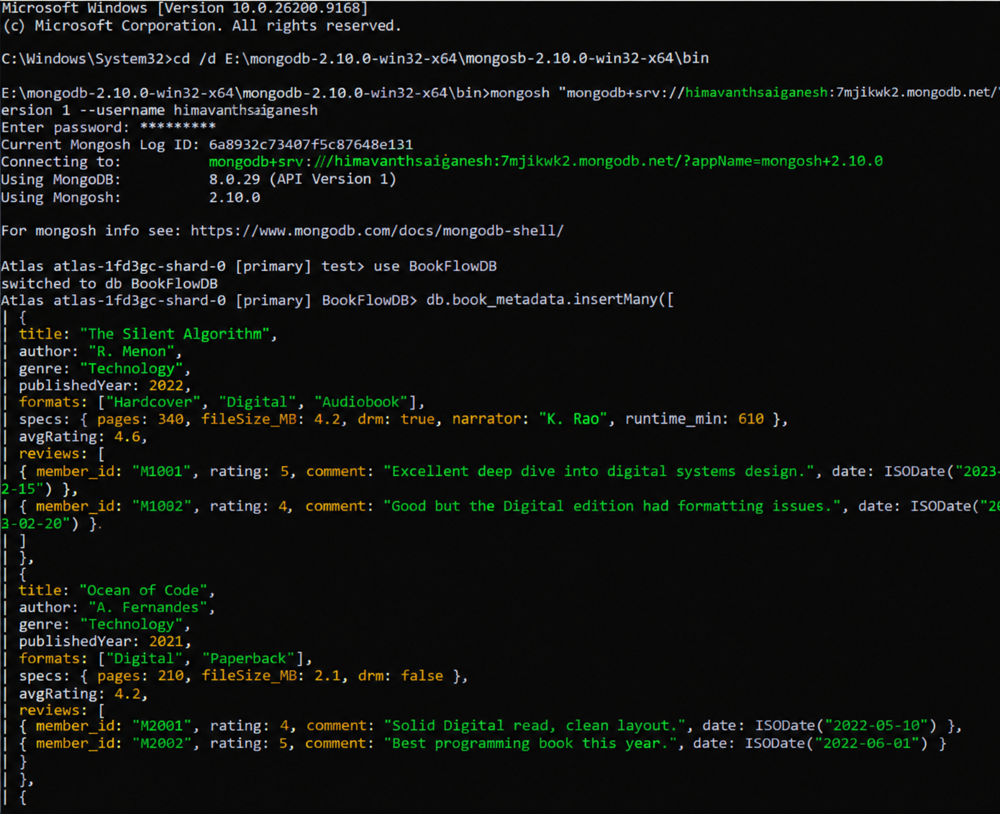 Microsoft Windows [Version 10.0.26200.9168]
(c) Microsoft Corporation. All rights reserved.
C:\Windows\System32>cd /d E:\mongodb-2.10.0-win32-x64\mongosb-2.10.0-win32-x64\bin
E:\mongodb-2.10.0-win32-x64\mongodb-2.10.0-win32-x64\bin>mongosh "mongodb+srv://himavanthsaiganesh:7mjikwk2.mongodb.net/"
ersion 1 --username himavanthsaiganesh
Enter password: *********
Current Mongosh Log ID: 6a8932c73407f5c87648e131
Connecting to: mongodb+srv:///himavanthsaiganesh:7mjikwk2.mongodb.net/?appName=mongosh+2.10.0
Using MongoDB: 8.0.29 (API Version 1)
Using Mongosh: 2.10.0
For mongosh info see: https://www.mongodb.com/docs/mongodb-shell/
Atlas atlas-1fd3gc-shard-0 [primary] test> use BookFlowDB
switched to db BookFlowDB
Atlas atlas-1fd3gc-shard-0 [primary] BookFlowDB> db.book_metadata.insertMany([
| {
| title: "The Silent Algorithm",
| author: "R. Menon",
| genre: "Technology",
| publishedYear: 2022,
| formats: ["Hardcover", "Digital", "Audiobook"],
| specs: { pages: 340, fileSize_MB: 4.2, drm: true, narrator: "K. Rao", runtime_min: 610 },
| avgRating: 4.6,
| reviews: [
| { member_id: "M1001", rating: 5, comment: "Excellent deep dive into digital systems design.", date: ISODate("2023-
2-15") },
| { member_id: "M1002", rating: 4, comment: "Good but the Digital edition had formatting issues.", date: ISODate("20
3-02-20") }.
| ]
| },
| {
| title: "Ocean of Code",
| author: "A. Fernandes",
| genre: "Technology",
| publishedYear: 2021,
| formats: ["Digital", "Paperback"],
| specs: { pages: 210, fileSize_MB: 2.1, drm: false },
| avgRating: 4.2,
| reviews: [
| { member_id: "M2001", rating: 4, comment: "Solid Digital read, clean layout.", date: ISODate("2022-05-10") },
| { member_id: "M2002", rating: 5, comment: "Best programming book this year.", date: ISODate("2022-06-01") }
| }
| },
| {